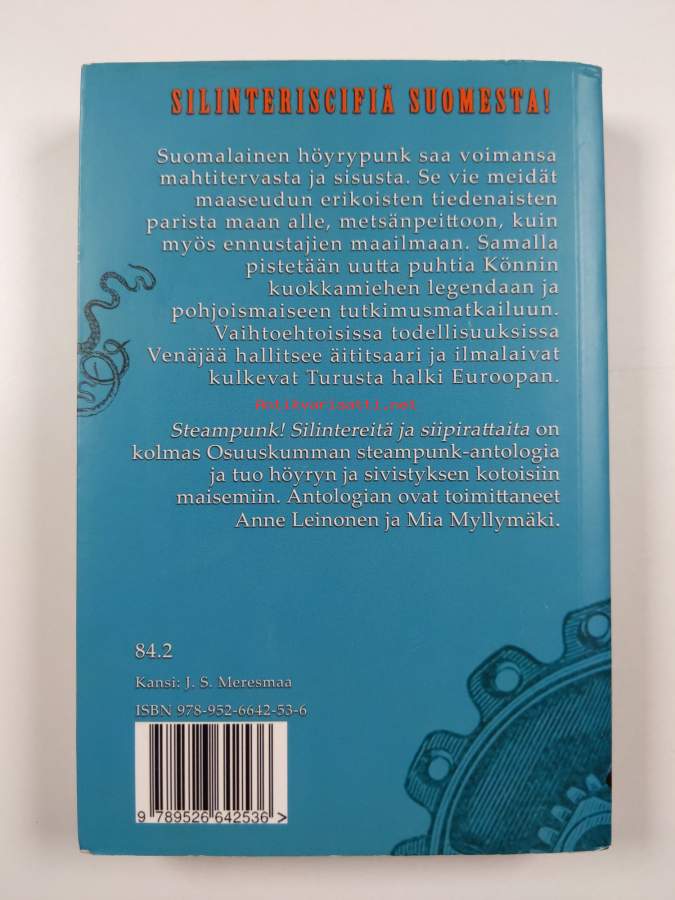 SILINTERISCIFIÄ SUOMESTA!
Suomalainen höyrypunk saa voimansa
mahtitervasta ja sisusta. Se vie meidät
maaseudun erikoisten tiedenaisten
parista maan alle, metsänpeittoon, kuin
myös ennustajien maailmaan. Samalla
pistetään uutta puhtia Könnin
kuokkamiehen legendaan ja
pohjoismaiseen tutkimusmatkailuun.
Vaihtoehtoisissa todellisuuksissa
Venäjää hallitsee äititsaari ja ilmalaivat
kulkevat Turusta halki Euroopan.
Antikvariaatti.net
Steampunk! Silintereitä ja siipirattaita on
kolmas Osuuskumman steampunk-antologia
ja tuo höyryn ja sivistyksen kotoisiin
maisemiin. Antologian ovat toimittaneet
Anne Leinonen ja Mia Myllymäki.
84.2
Kansi: J. S. Meresmaa
ISBN 978-952-6642-53-6
9 789526 642536 >